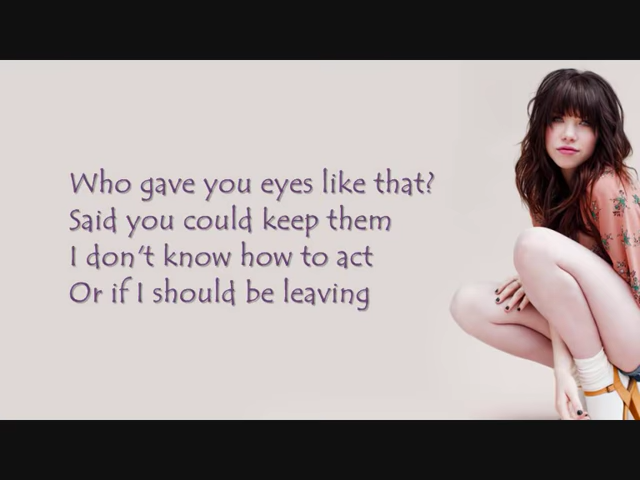 Who gave you eyes like that?
Said you could keep them
I don't know how to act
Or if I should be leaving